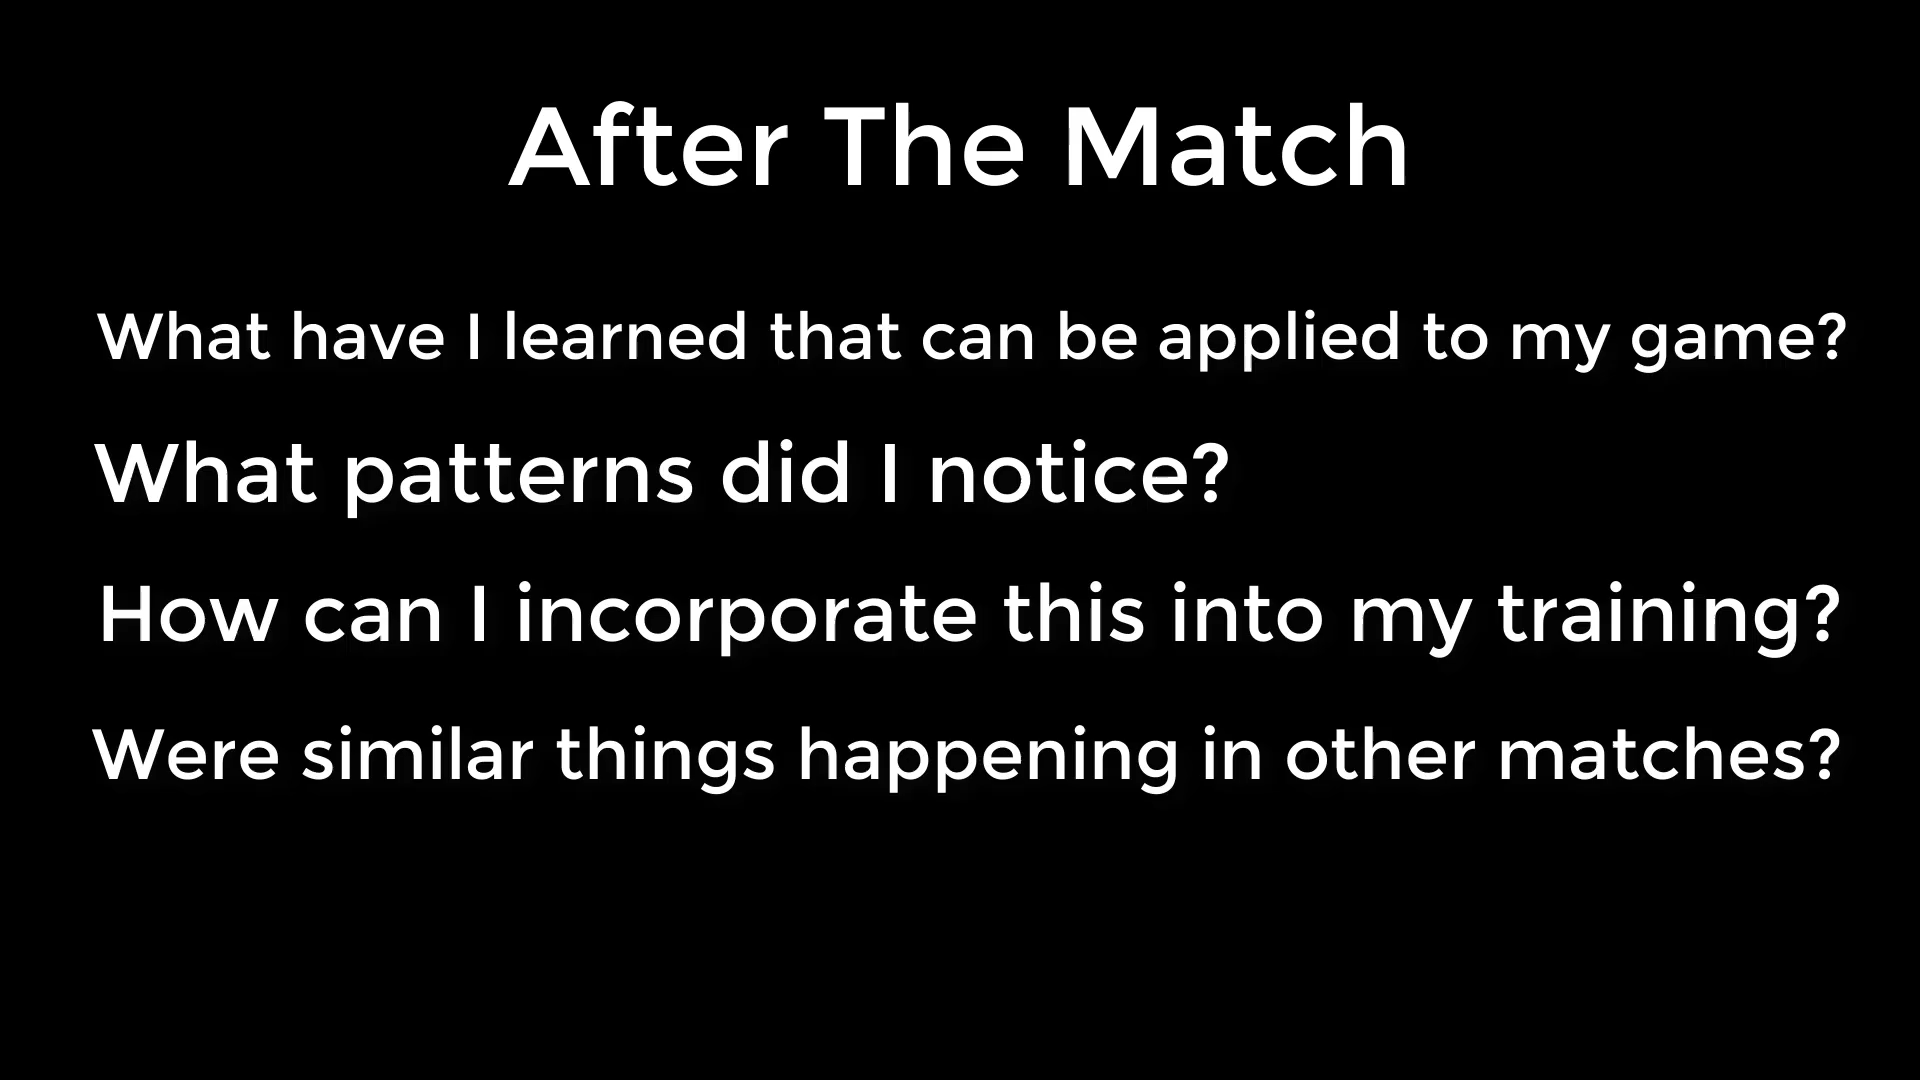 After The Match
What have I learned that can be applied to my game?
What patterns did I notice?
How can I incorporate this into my training?
Were similar things happening in other matches?